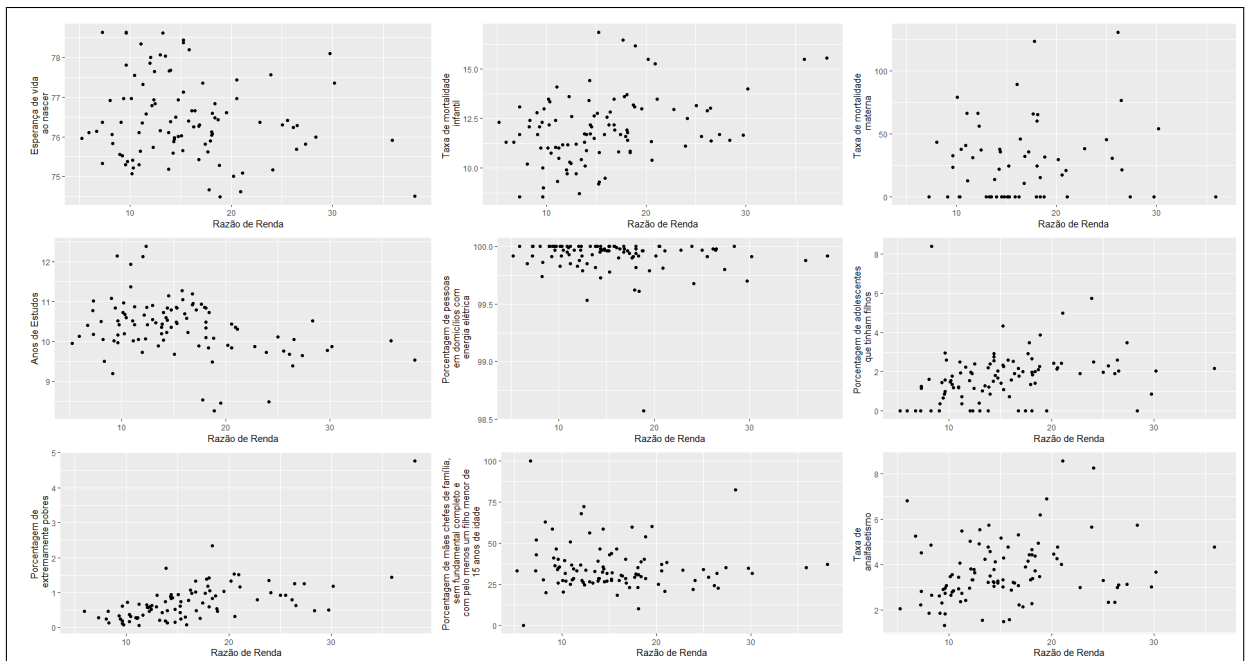 Esperança de vida
ao nascer
78
77
76
75
10
20
30
Razão de Renda
Taxa de mortalidade
infantil
15.0
12.5
10.0
10
20
30
Razão de Renda
Taxa de mortalidade
materna
100
50
0
10
20
30
Razão de Renda
Anos de Estudos
12
11
10
9
10
20
30
Razão de Renda
Porcentagem de pessoas
em domicílios com
energia elétrica
100.0
99.5
99.0
98.5
10
20
30
Razão de Renda
Porcentagem de adolescentes
que tinham filhos
8
6
4
2
0
10
20
30
Razão de Renda
Porcentagem de
extremamente pobres
5
4
3
2
1
0
10
20
30
Razão de Renda
Porcentagem de mães chefes de família,
sem fundamental completo e
com pelo menos um filho menor de
15 anos de idade
100
75
50
25
0
10
20
30
Razão de Renda
Taxa de
analfabetismo
8
6
4
2
10
20
30
Razão de Renda